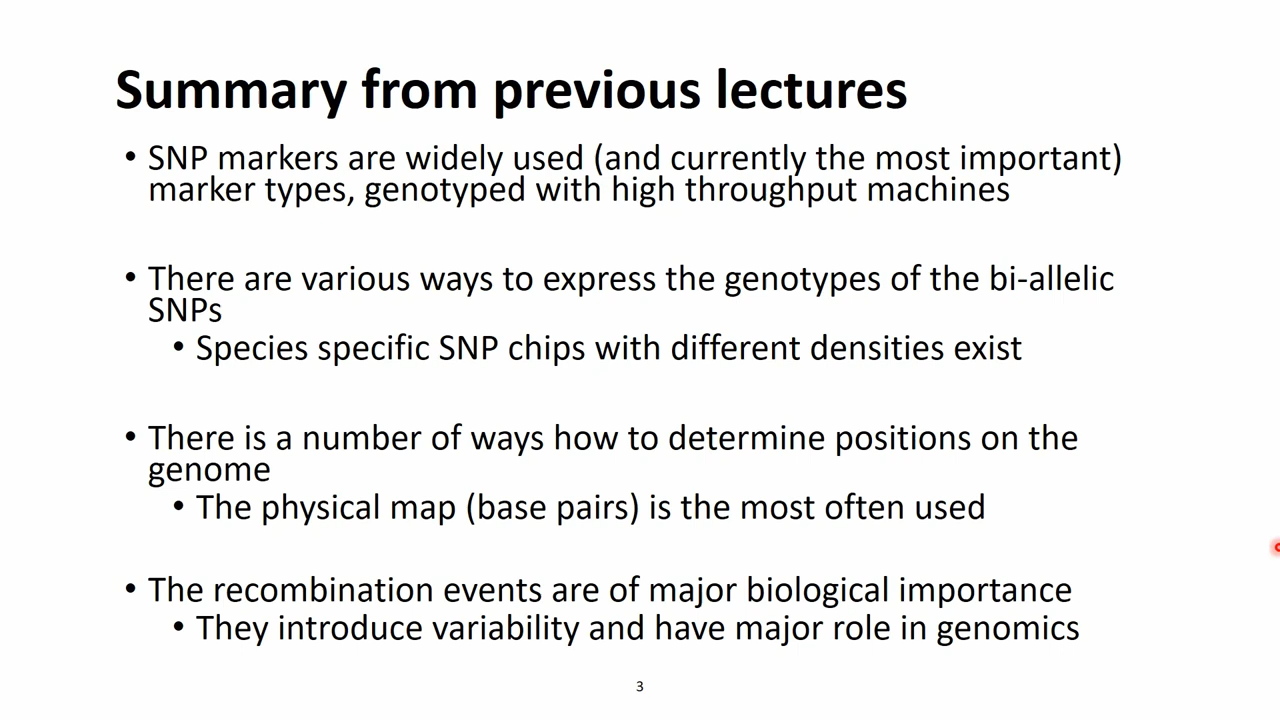 Summary from previous lectures
• SNP markers are widely used (and currently the most important)
marker types, genotyped with high throughput machines
• There are various ways to express the genotypes of the bi-allelic
SNPs
• Species specific SNP chips with different densities exist
• There is a number of ways how to determine positions on the
genome
• The physical map (base pairs) is the most often used
• The recombination events are of major biological importance
• They introduce variability and have major role in genomics
3